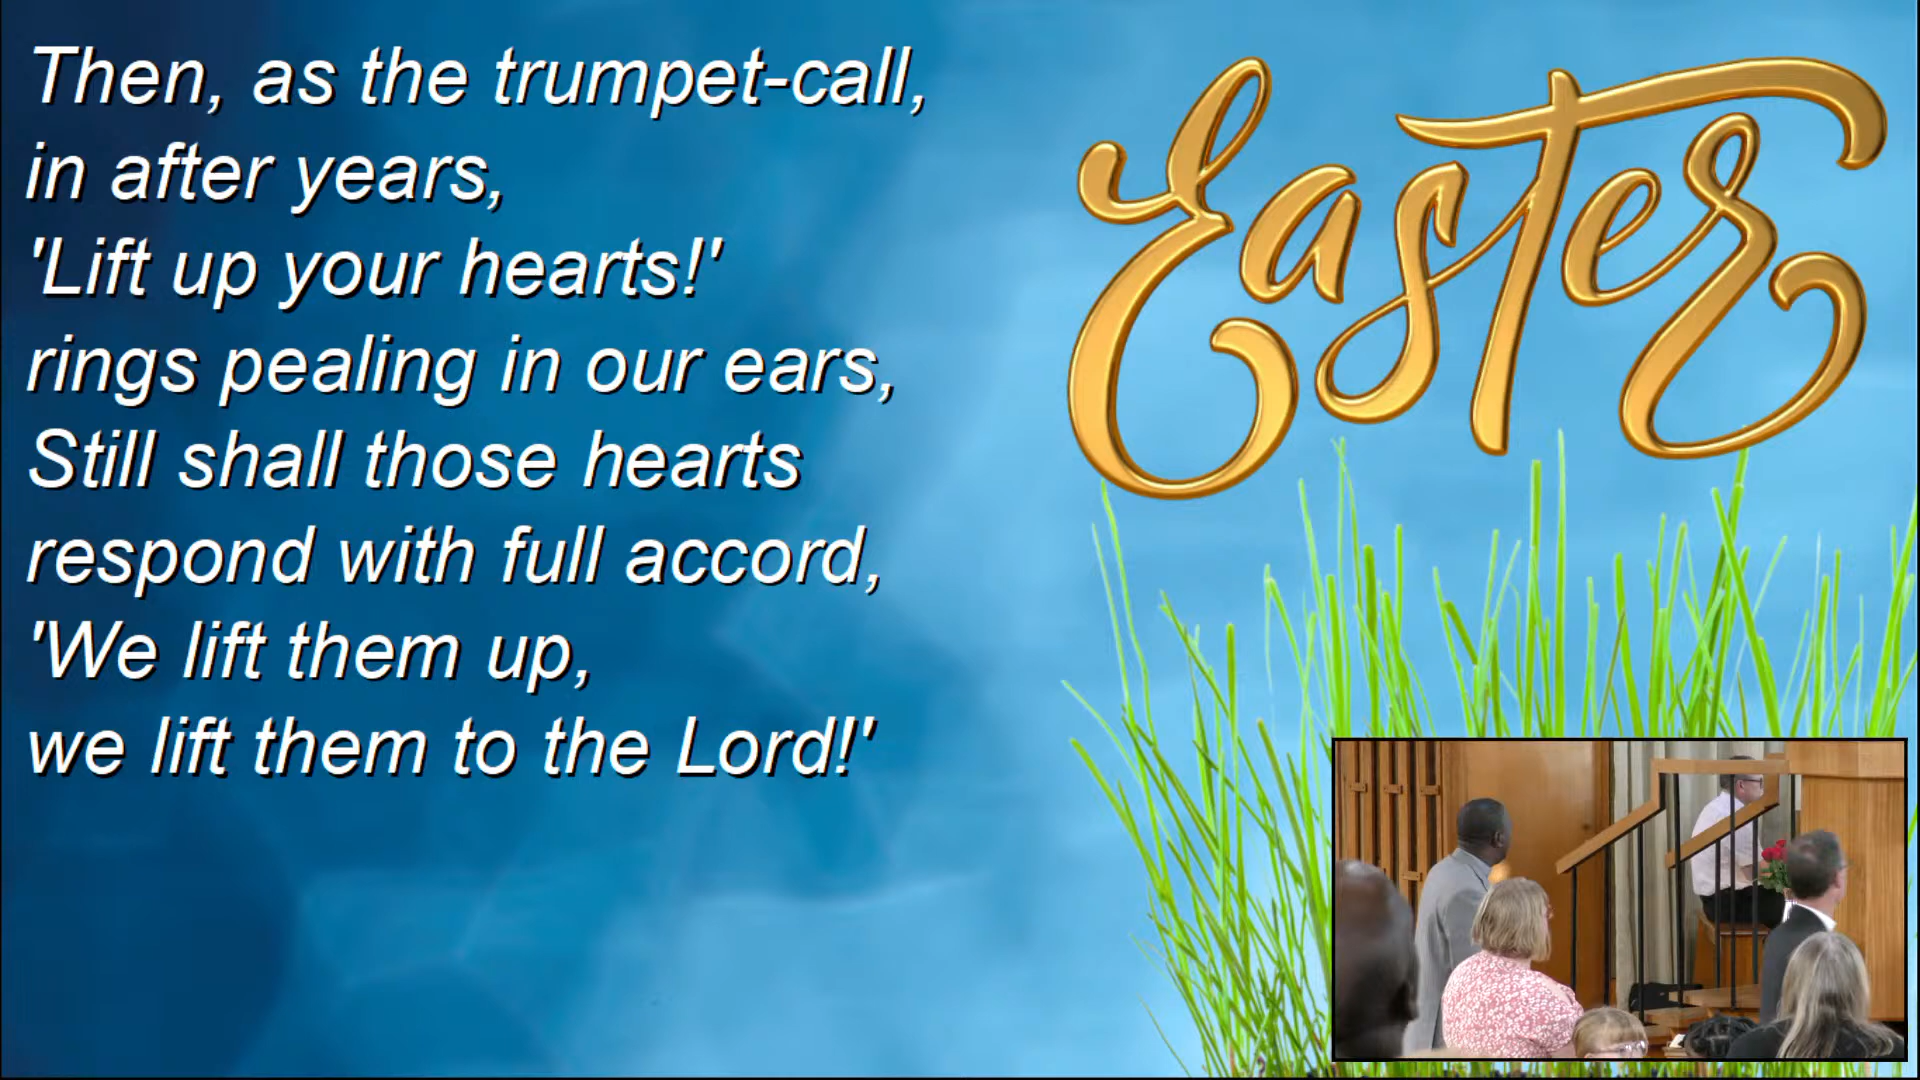 Then, as the trumpet-call,
in after years,
'Lift up your hearts!'
rings pealing in our ears,
Still shall those hearts
respond with full accord,
'We lift them up,
we lift them to the Lord!'
Easter